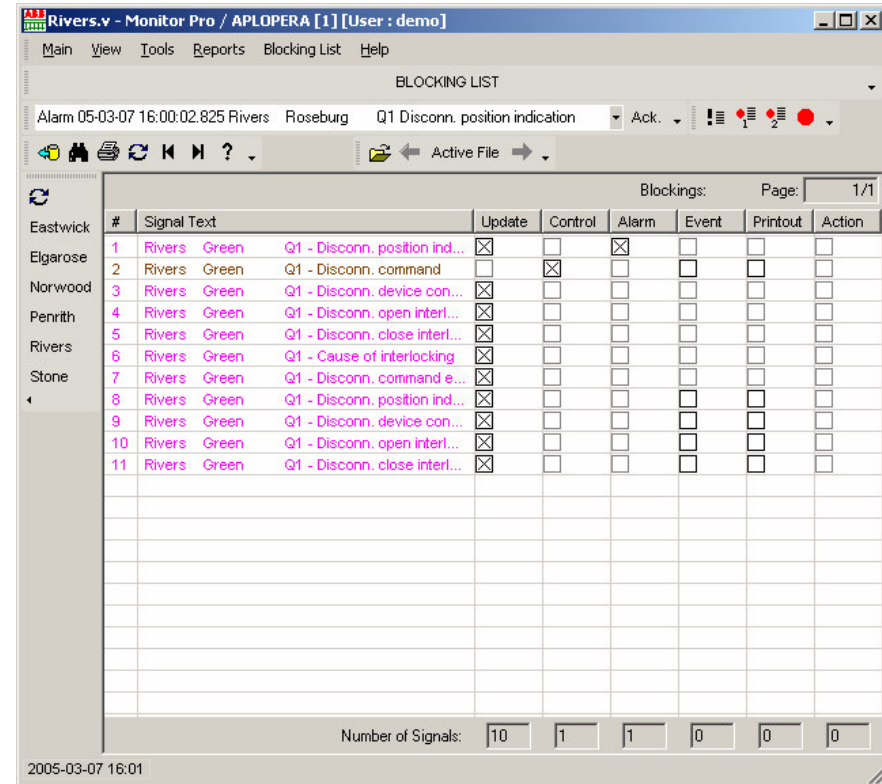 ABB Rivers.v - Monitor Pro / APLOPERA [1] [User : demo]
Main View Tools Reports Blocking List Help
BLOCKING LIST
Alarm 05-03-07 16:00:02.825 Rivers Roseburg Q1 Disconn. position indication Ack. 1 2
? Active File
Blockings: Page: 1/1
# Signal Text Update Control Alarm Event Printout Action
Eastwick
Elgarose
Norwood
Penrith
Rivers
Stone
1 Rivers Green Q1 - Disconn. position ind...
2 Rivers Green Q1 - Disconn. command
3 Rivers Green Q1 - Disconn. device con...
4 Rivers Green Q1 - Disconn. open interl...
5 Rivers Green Q1 - Disconn. close interl...
6 Rivers Green Q1 - Cause of interlocking
7 Rivers Green Q1 - Disconn. command e...
8 Rivers Green Q1 - Disconn. position ind...
9 Rivers Green Q1 - Disconn. device con...
10 Rivers Green Q1 - Disconn. open interl...
11 Rivers Green Q1 - Disconn. close interl...
Number of Signals: 10 1 1 0 0 0
2005-03-07 16:01